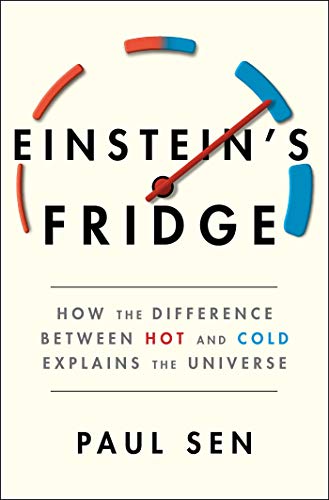 EINSTEIN'S
FRIDGE
HOW THE DIFFERENCE
BETWEEN HOT AND COLD
EXPLAINS THE UNIVERSE
PAUL SEN